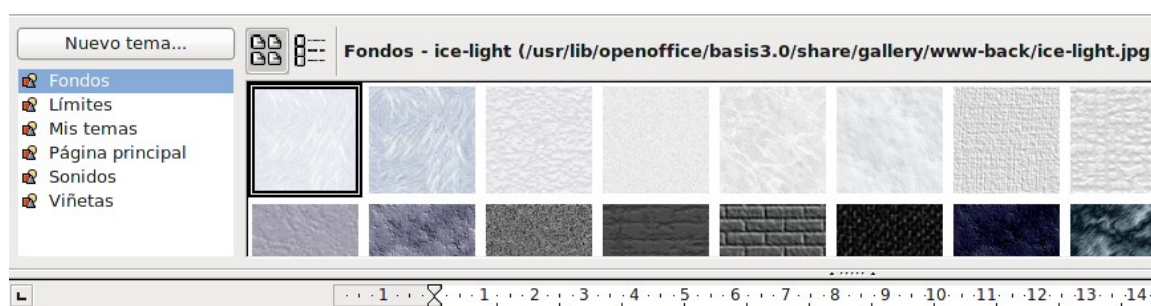 Nuevo tema...
Fondos - ice-light (/usr/lib/openoffice/basis3.0/share/gallery/www-back/ice-light.jpg
Fondos
Límites
Mis temas
Página principal
Sonidos
Viñetas
1 1 2 3 4 5 6 7 8 9 10 11 12 13 14